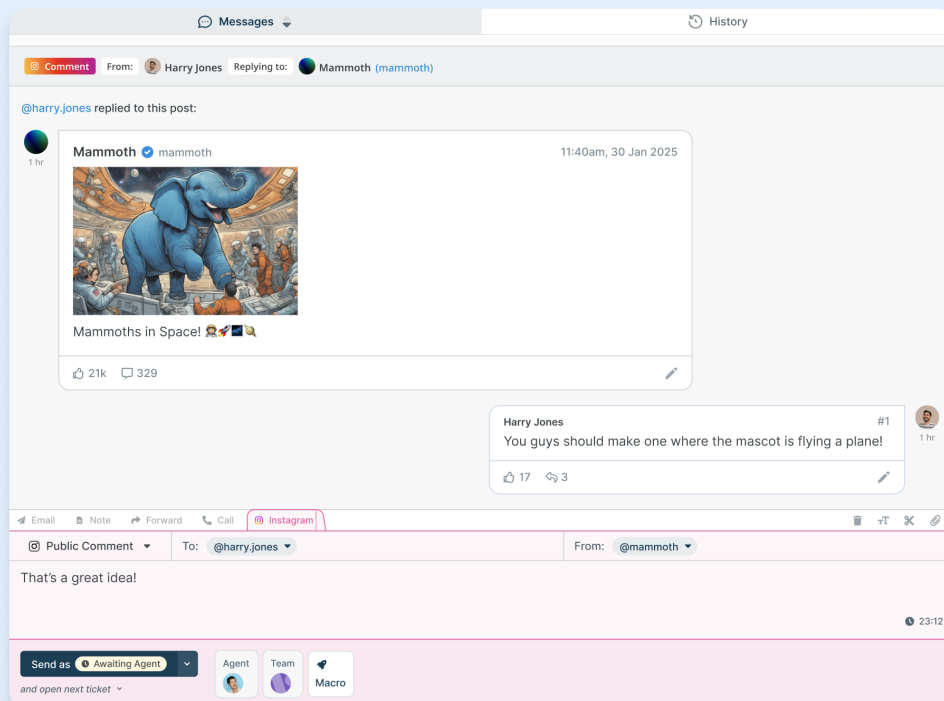 Messages
History
Comment From: Harry Jones Replying to: Mammoth (mammoth)
@harry.jones replied to this post:
1 hr
Mammoth mammoth 11:40am, 30 Jan 2025
Mammoths in Space! 👨‍🚀🚀🌌🪐
21k 329
Harry Jones #1
You guys should make one where the mascot is flying a plane!
1 hr
17 3
Email Note Forward Call Instagram
Public Comment To: @harry.jones From: @mammoth
That’s a great idea!
23:12
Send as Awaiting Agent
and open next ticket
Agent Team Macro